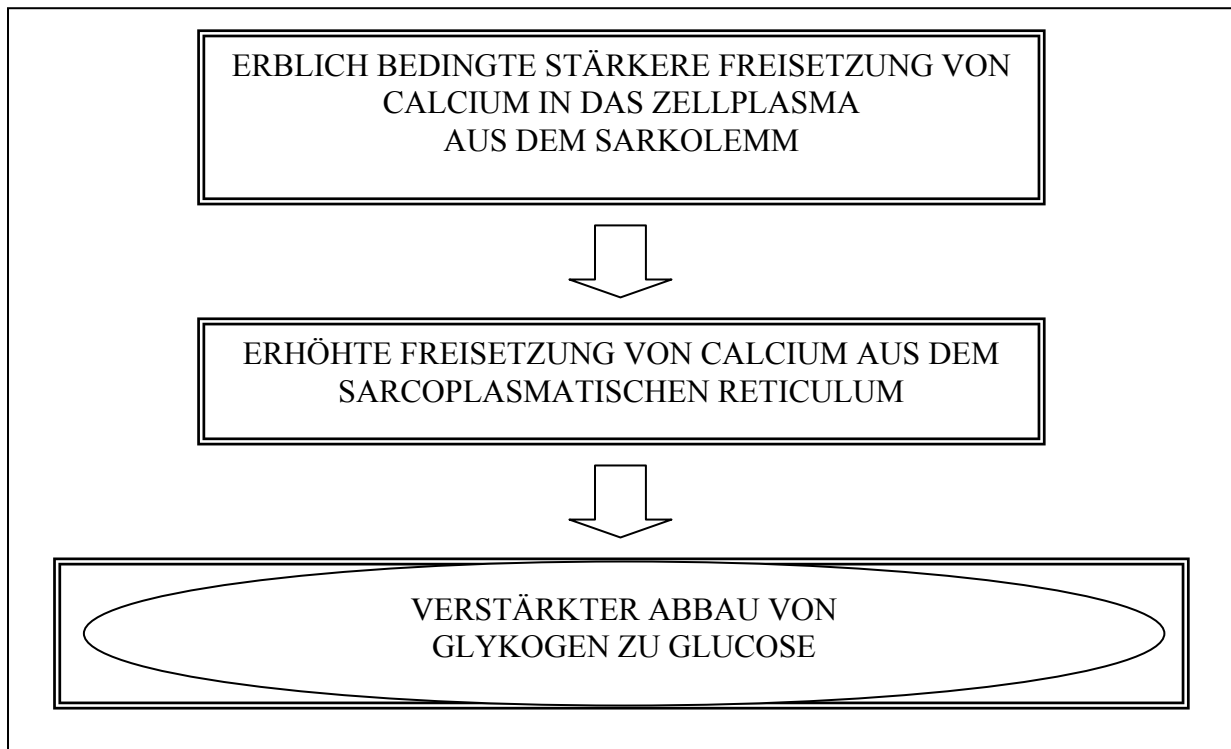 ERBLICH BEDINGTE STÄRKERE FREISETZUNG VON
CALCIUM IN DAS ZELLPLASMA
AUS DEM SARKOLEMM
ERHÖHTE FREISETZUNG VON CALCIUM AUS DEM
SARCOPLASMATISCHEN RETICULUM
VERSTÄRKTER ABBAU VON
GLYKOGEN ZU GLUCOSE